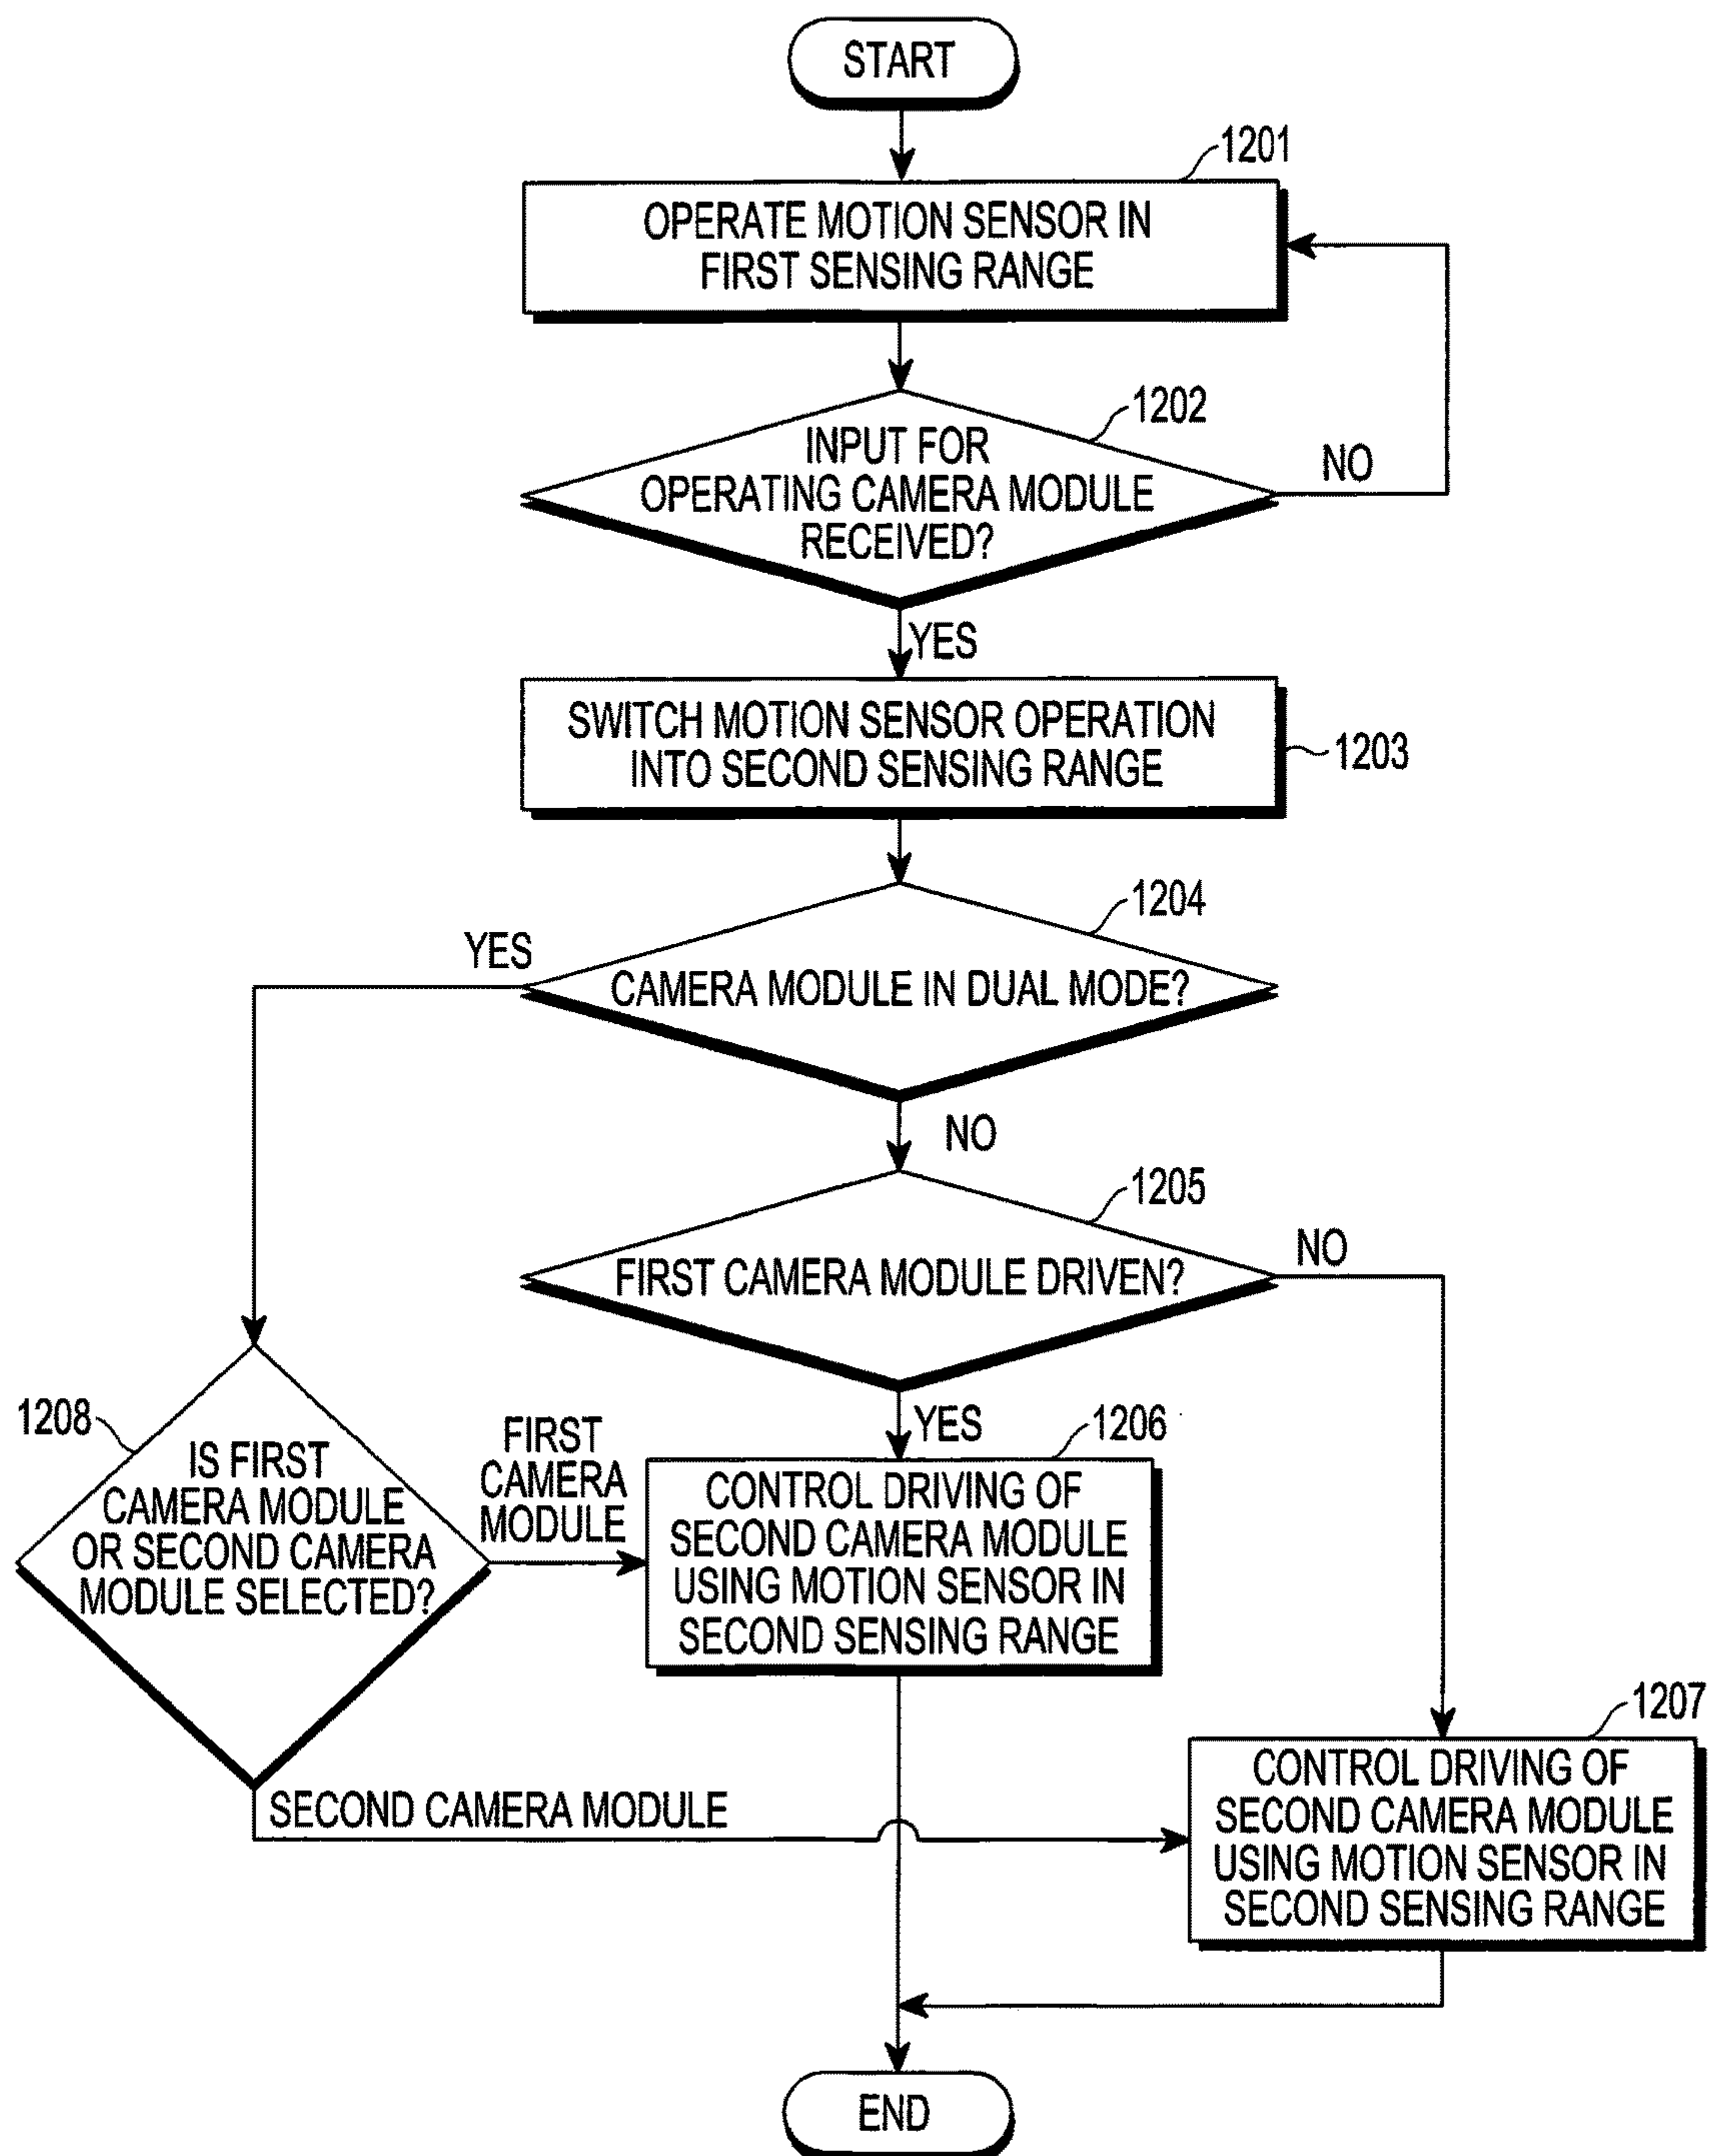 START
1201
OPERATE MOTION SENSOR IN
FIRST SENSING RANGE
1202
INPUT FOR
OPERATING CAMERA MODULE
RECEIVED?
NO
YES
SWITCH MOTION SENSOR OPERATION
INTO SECOND SENSING RANGE
1203
1204
YES
CAMERA MODULE IN DUAL MODE?
NO
1205
FIRST CAMERA MODULE DRIVEN?
NO
YES
1208
IS FIRST
CAMERA MODULE
OR SECOND CAMERA
MODULE SELECTED?
FIRST
CAMERA
MODULE
1206
CONTROL DRIVING OF
SECOND CAMERA MODULE
USING MOTION SENSOR IN
SECOND SENSING RANGE
SECOND CAMERA MODULE
1207
CONTROL DRIVING OF
SECOND CAMERA MODULE
USING MOTION SENSOR IN
SECOND SENSING RANGE
END